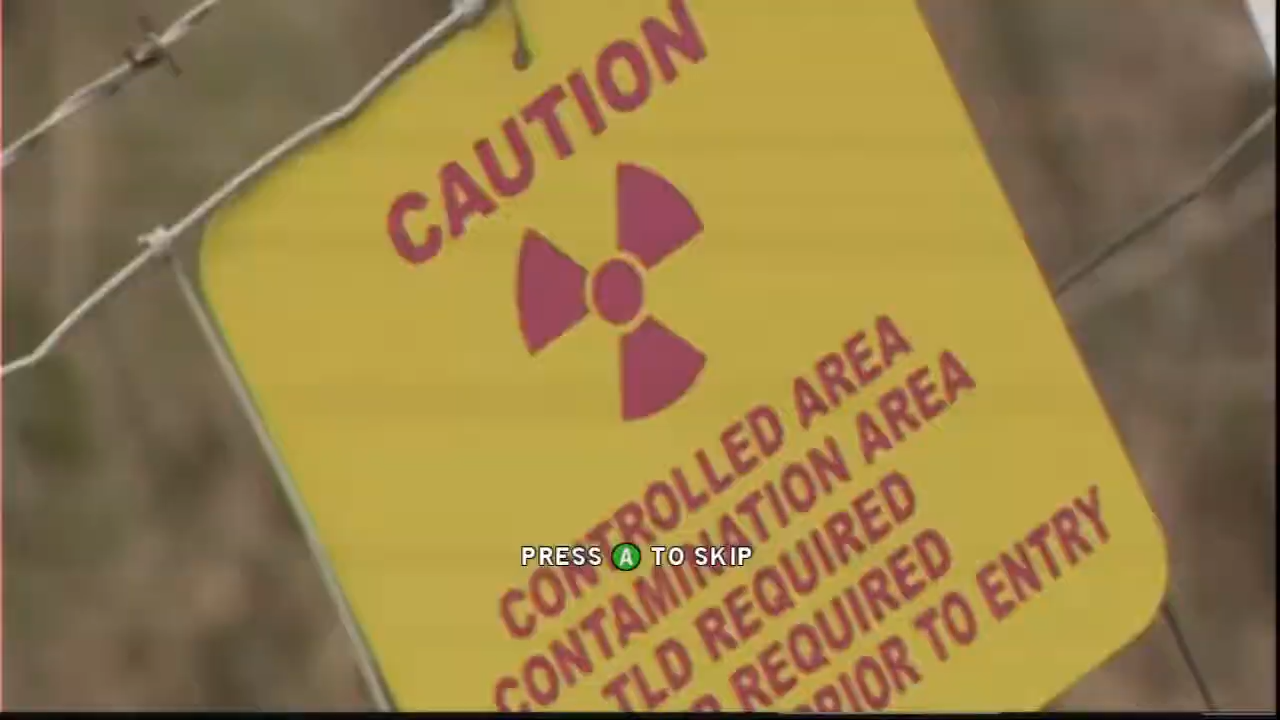 CAUTION
CONTROLLED AREA
CONTAMINATION AREA
TLD REQUIRED
REQUIRED
PRIOR TO ENTRY
PRESS A TO SKIP